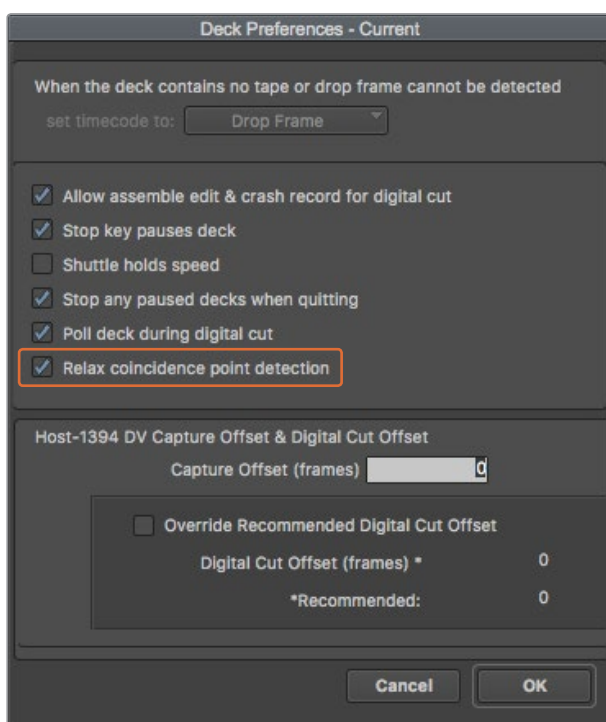 Deck Preferences - Current
When the deck contains no tape or drop frame cannot be detected
set timecode to: Drop Frame
Allow assemble edit & crash record for digital cut
Stop key pauses deck
Shuttle holds speed
Stop any paused decks when quitting
Poll deck during digital cut
Relax coincidence point detection
Host-1394 DV Capture Offset & Digital Cut Offset
Capture Offset (frames) 0
Override Recommended Digital Cut Offset
Digital Cut Offset (frames) * 0
*Recommended: 0
Cancel OK